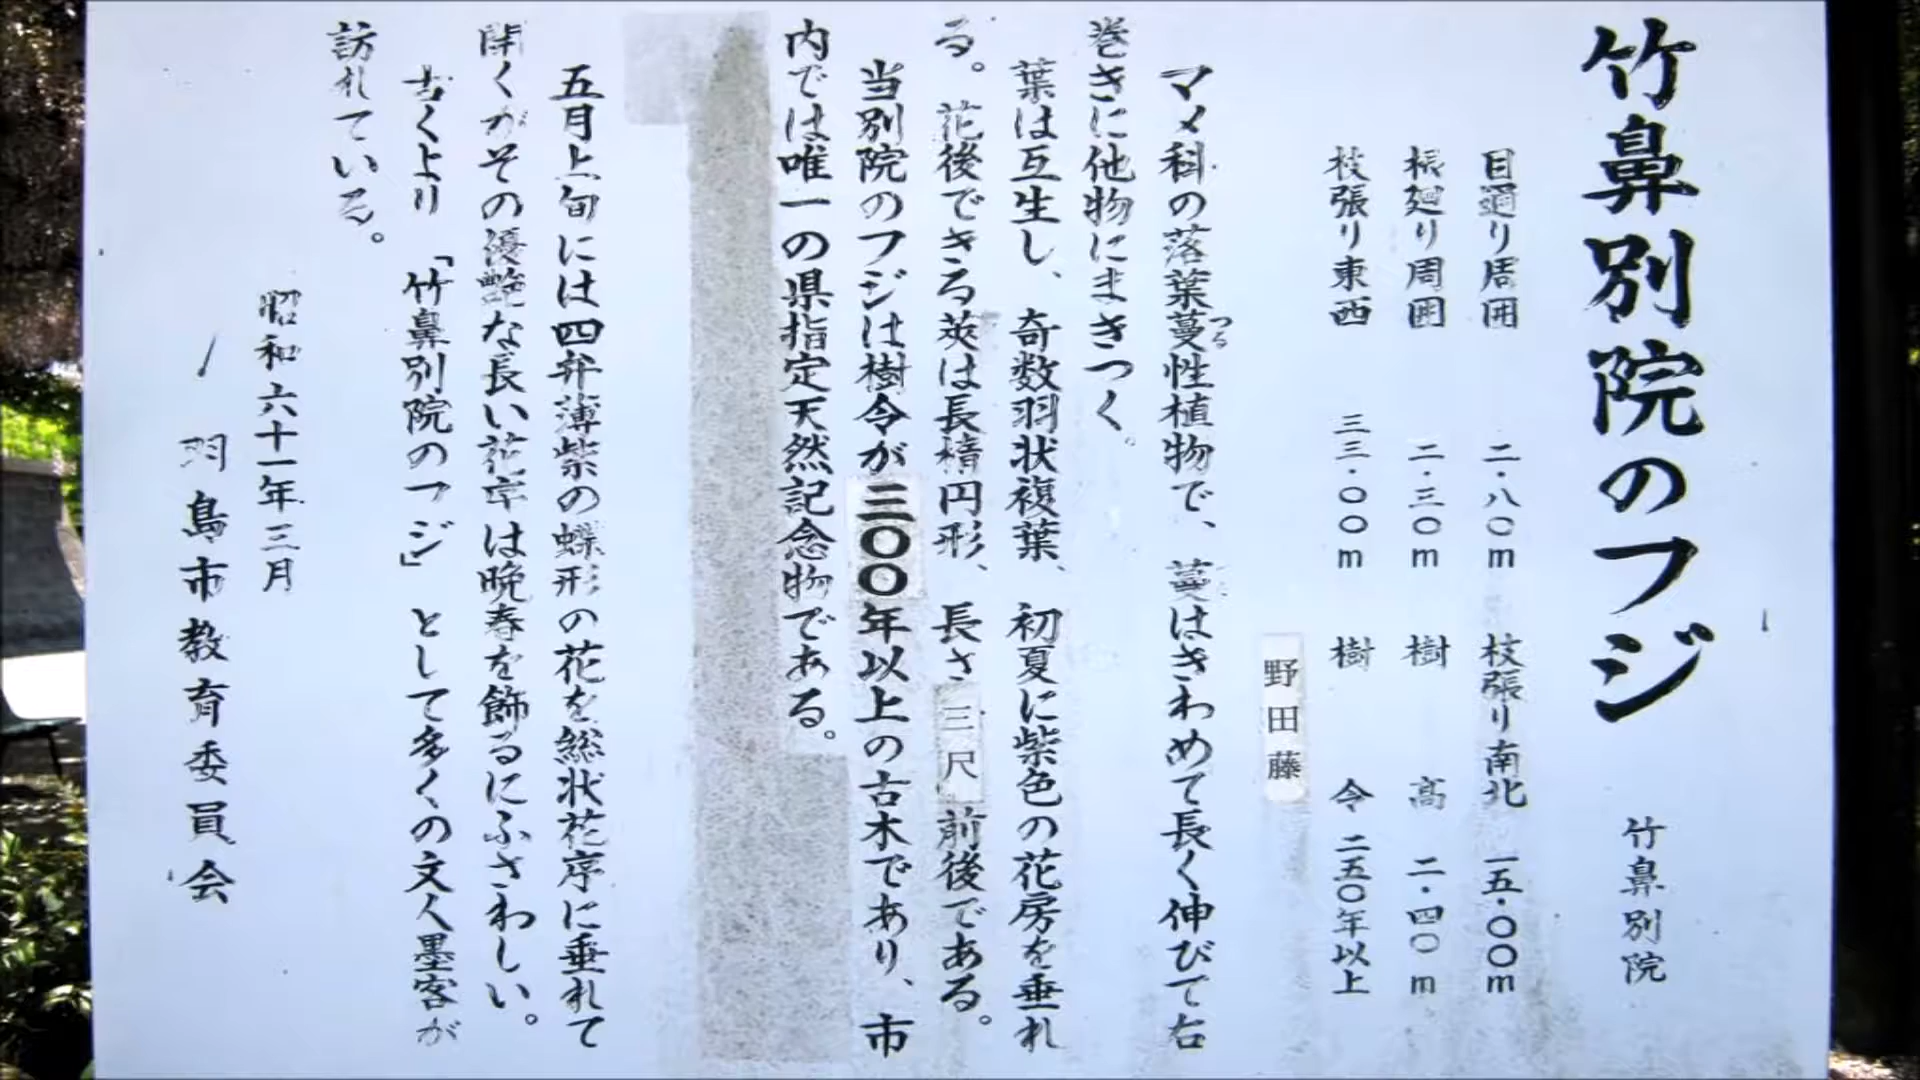 竹鼻別院のフジ
竹鼻別院
目通り周囲 二・八〇m 枝張り南北 一五・〇〇m
根廻り周囲 二・三〇m 樹高 二・四〇m
枝張り東西 三三・〇〇m 樹令 二五〇年以上
野田藤
マメ科の落葉蔓性植物で、蔓はきわめて長く伸びて右
つる
巻きに他物にまきつく。
葉は互生し、奇数羽状複葉、初夏に紫色の花房を垂れ
る。花後できる莢は長楕円形、長さ三尺前後である。
当別院のフジは樹令が三〇〇年以上の古木であり、市
内では唯一の県指定天然記念物である。
五月上旬には四弁薄紫の蝶形の花を総状花序に垂れて
開くがその優艶な長い花序は晩春を飾るにふさわしい。
古くより「竹鼻別院のフジ」として多くの文人墨客が
訪れている。
昭和六十一年三月
羽島市教育委員会